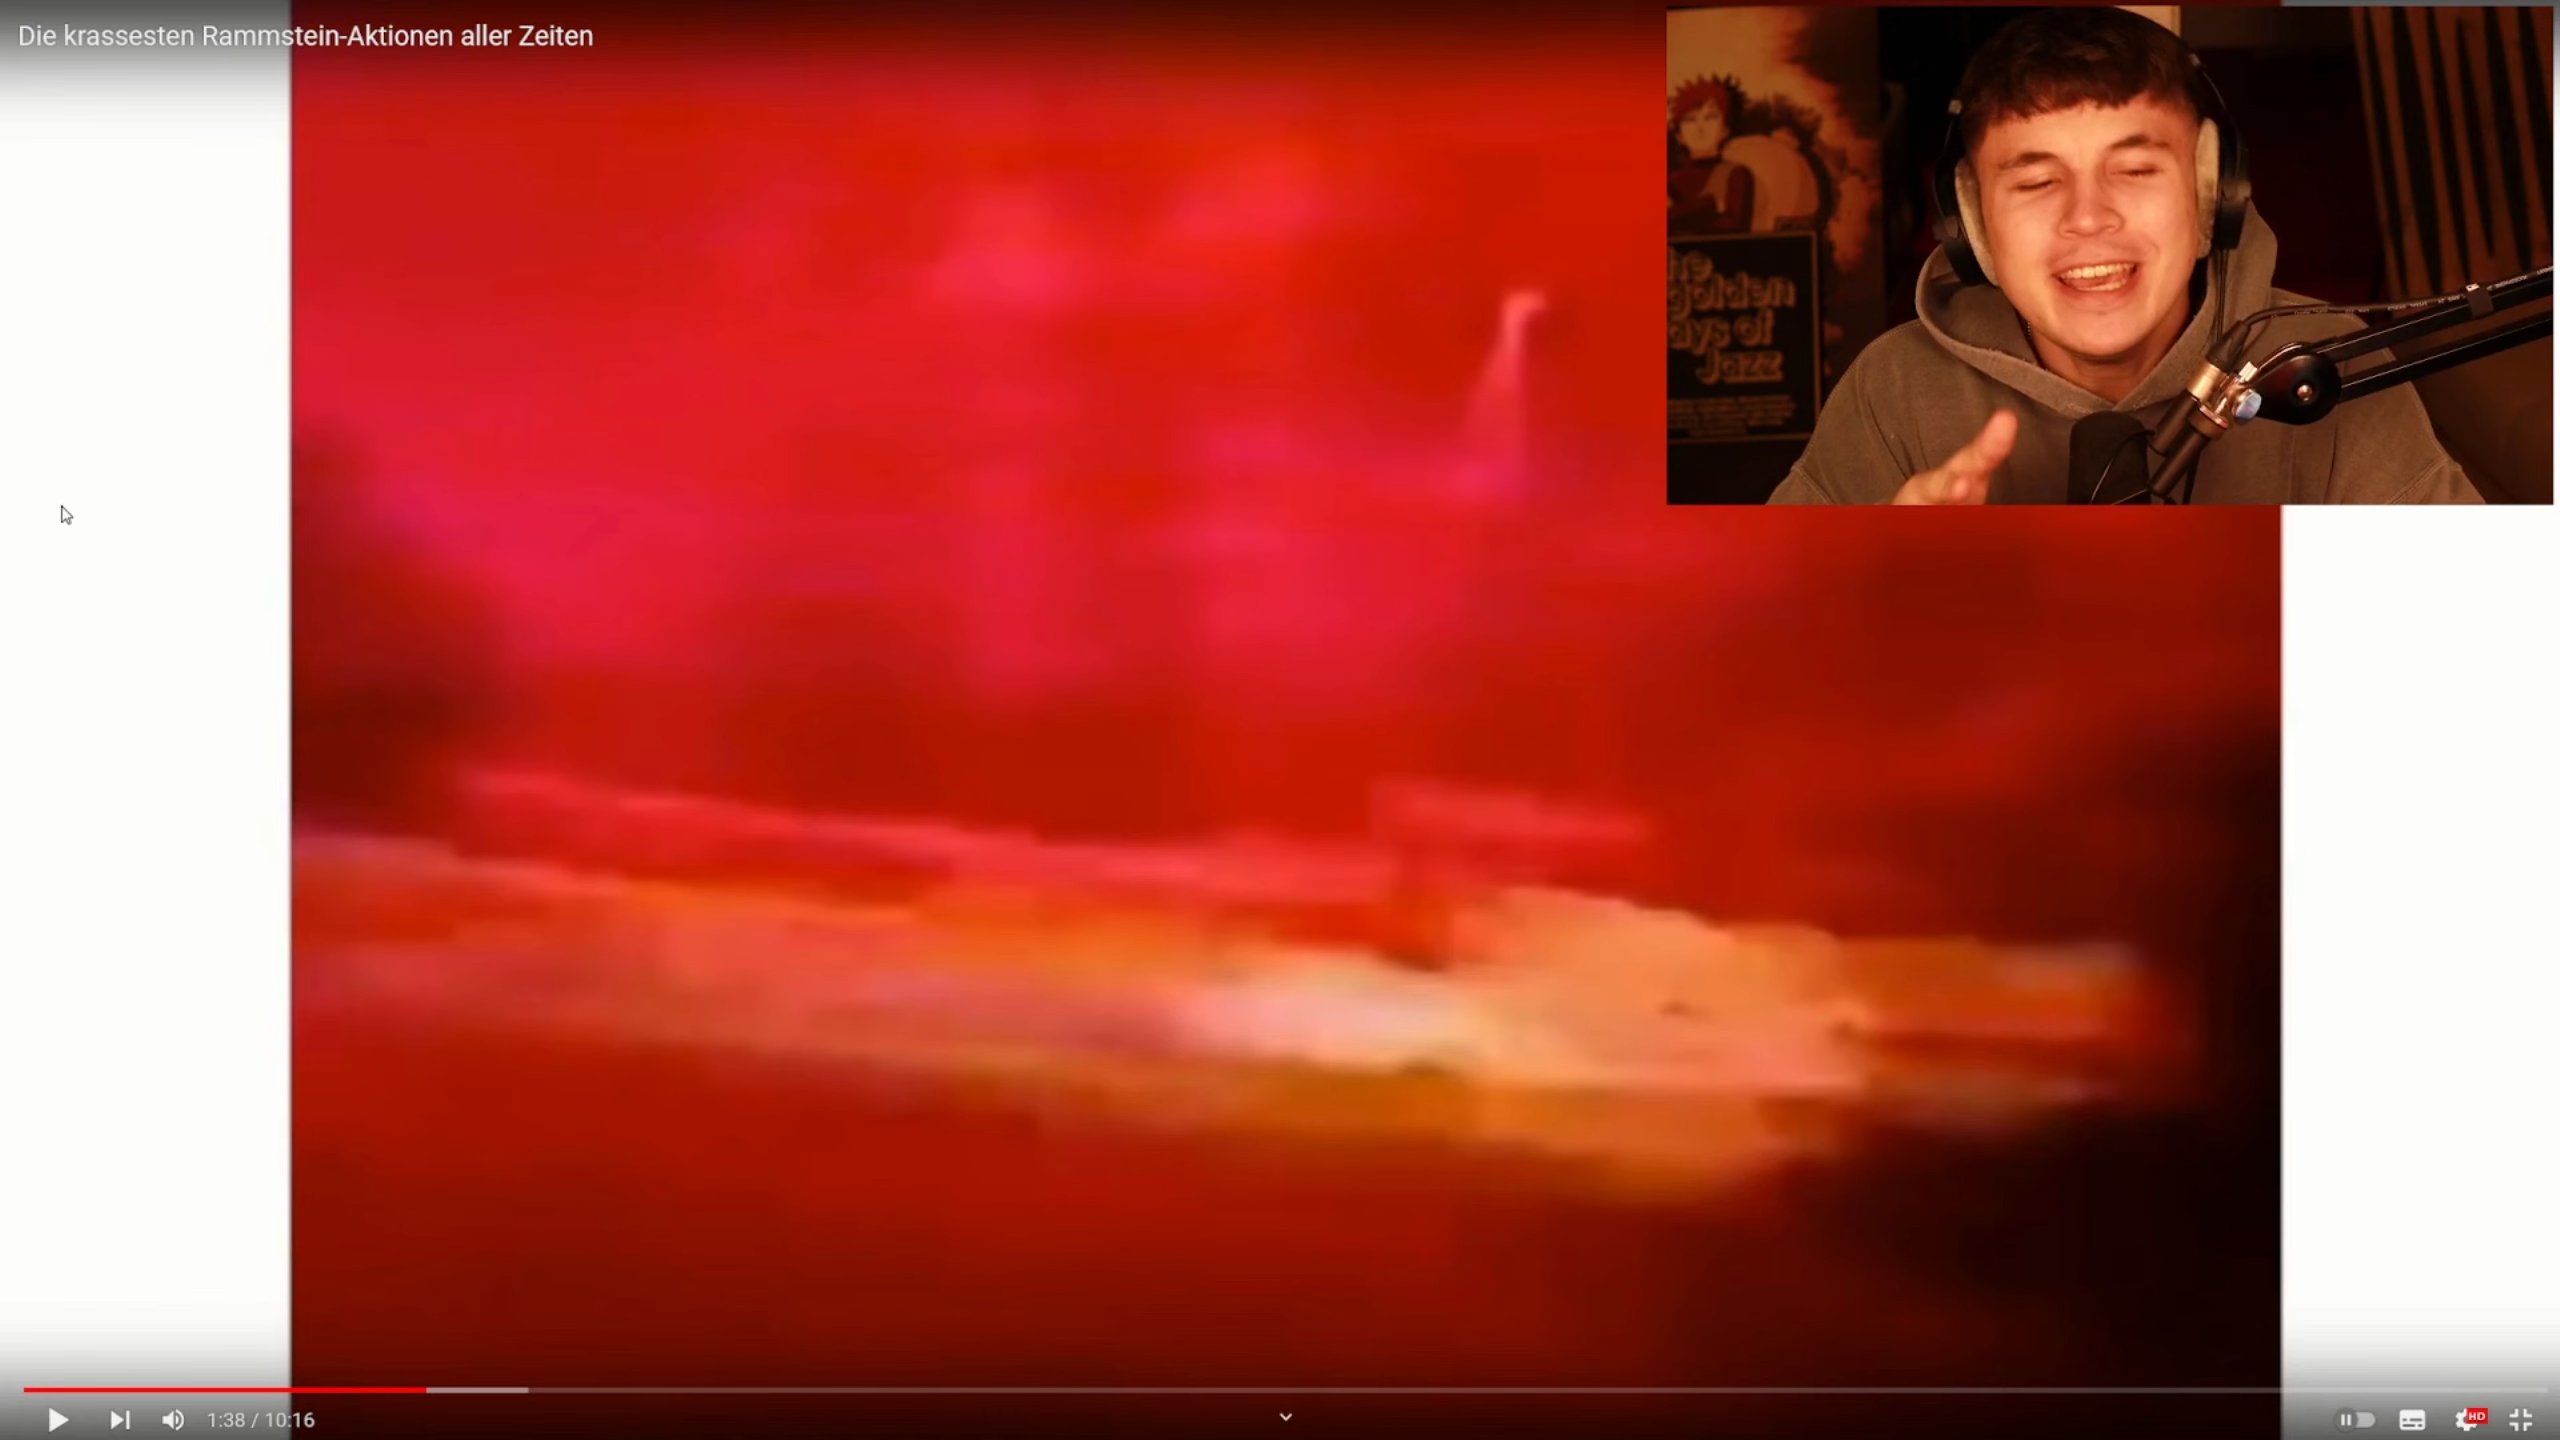 Die krassesten Rammstein-Aktionen aller Zeiten
golden
ays of
Jazz
1:38 / 10:16
HD